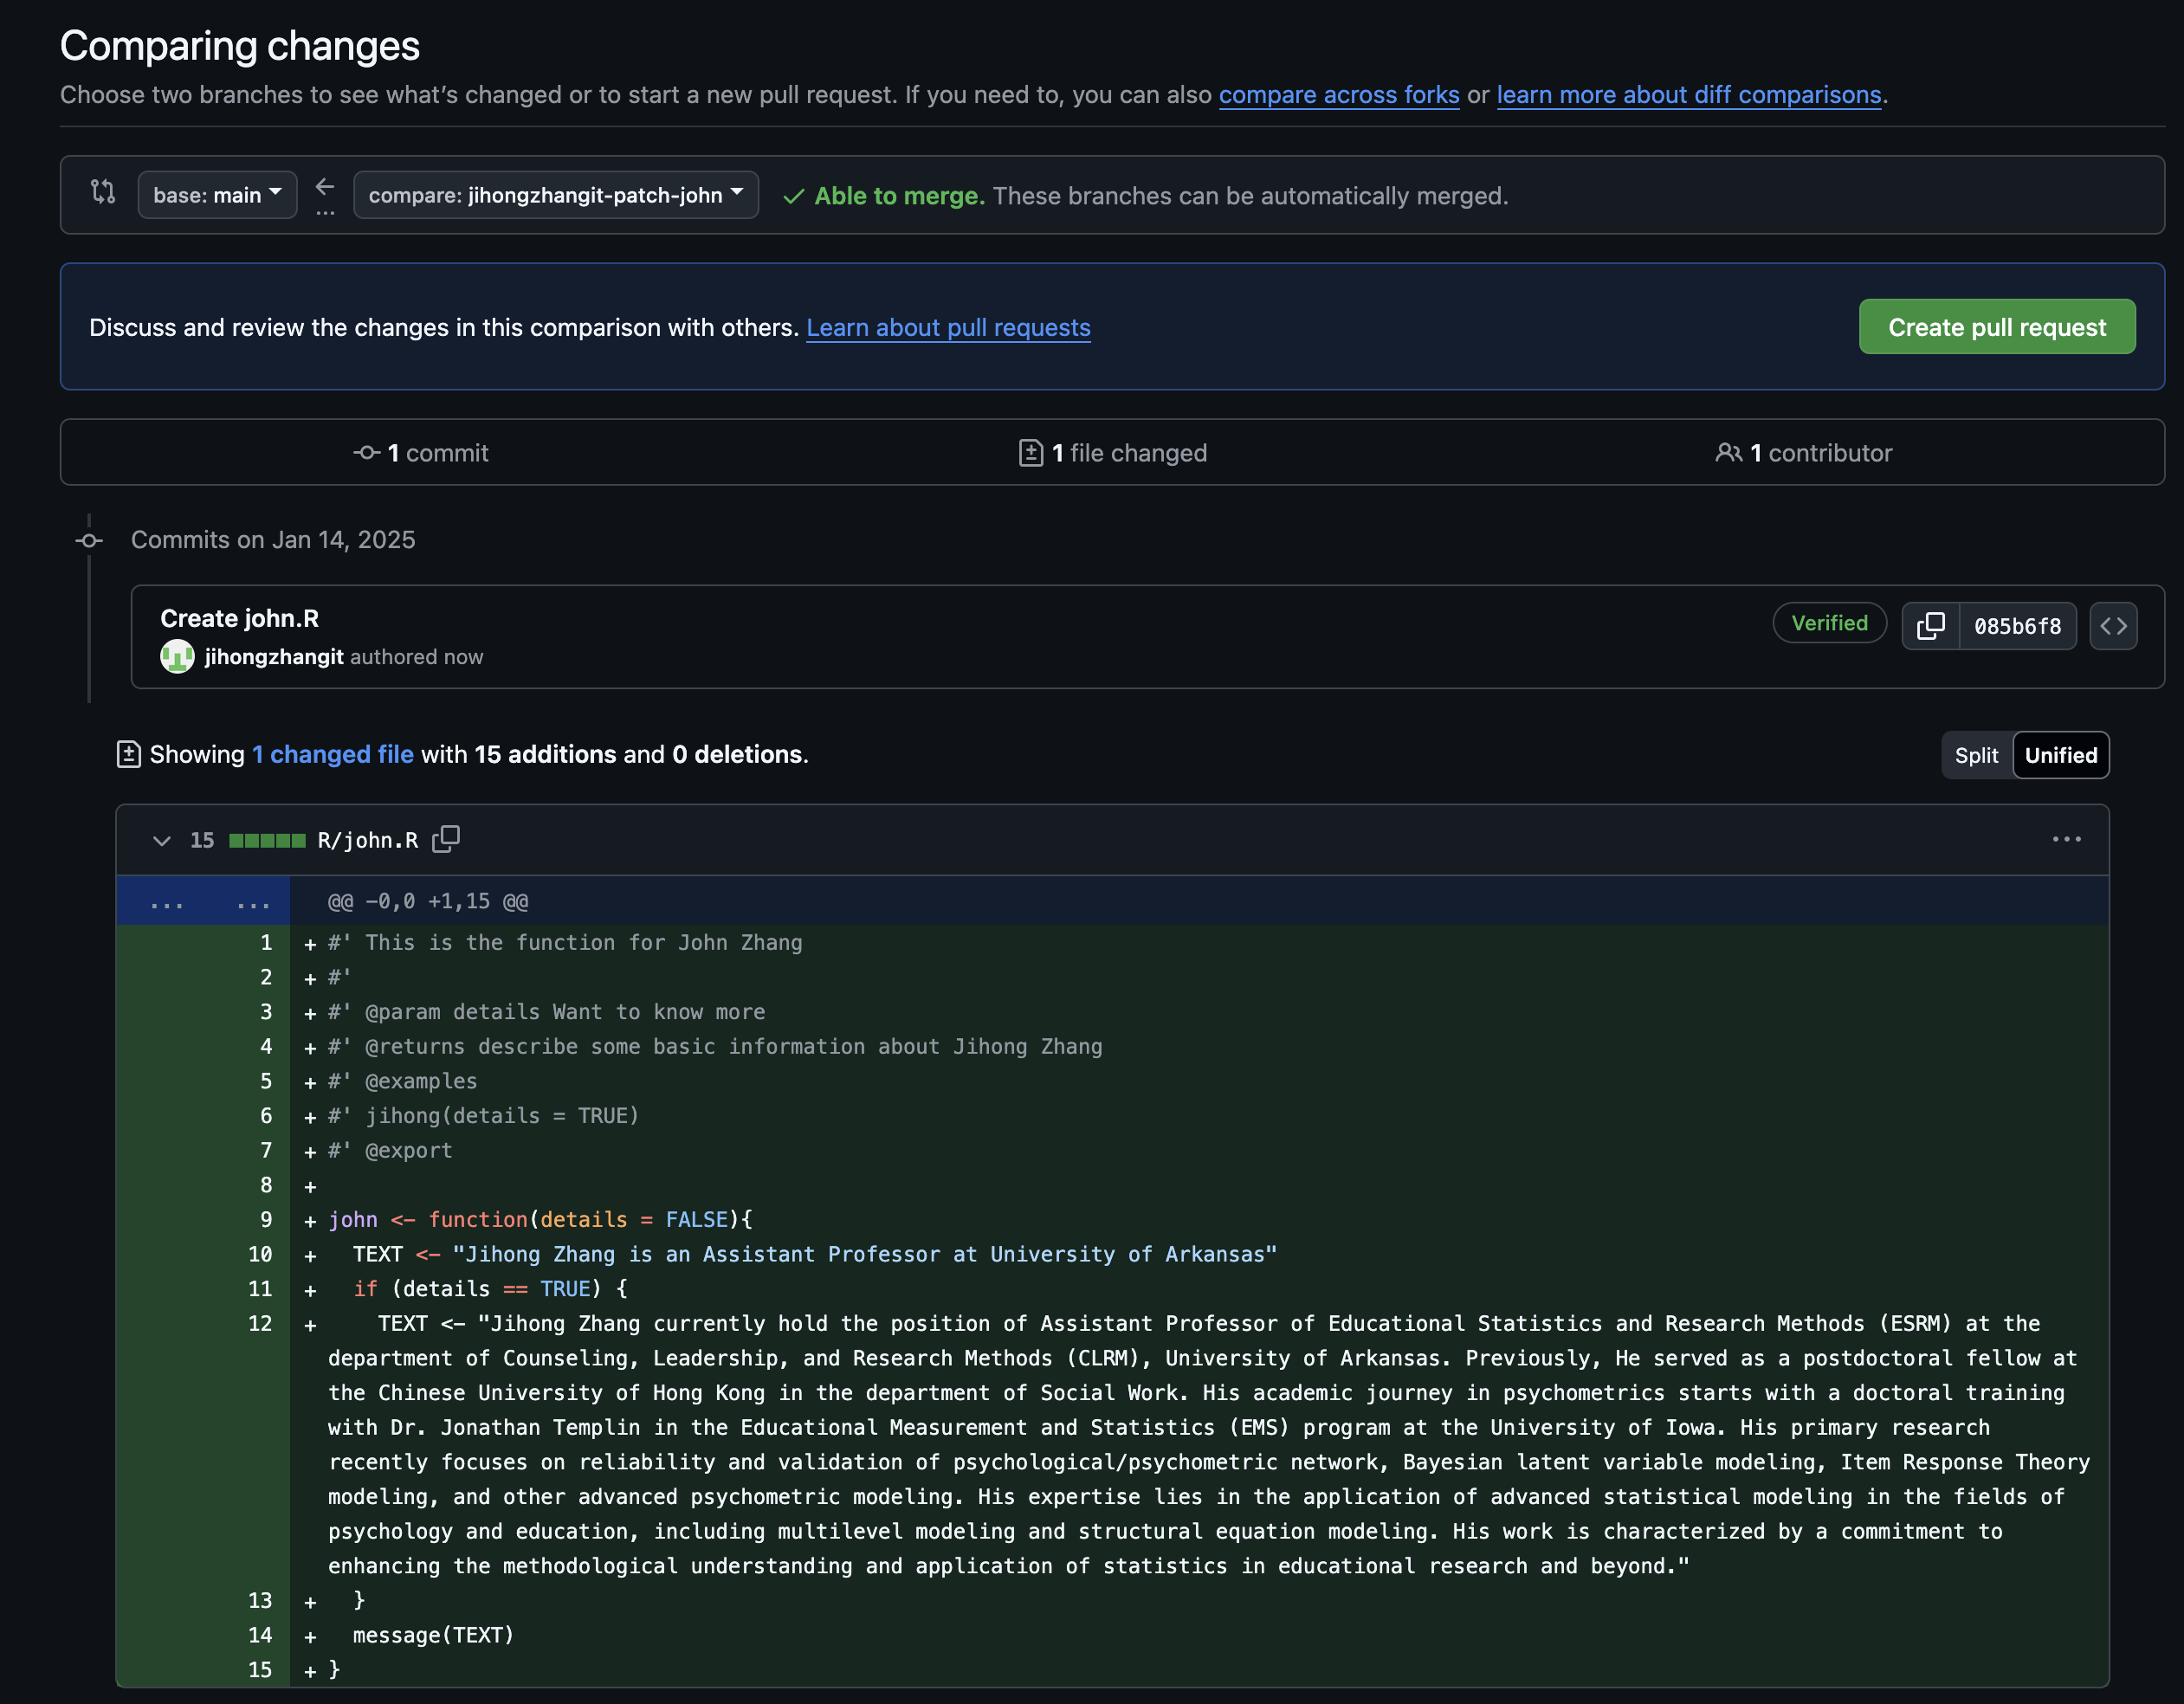 Comparing changes
Choose two branches to see what's changed or to start a new pull request. If you need to, you can also compare across forks or learn more about diff comparisons.
base: main
compare: jihongzhangit-patch-john
Able to merge. These branches can be automatically merged.
Discuss and review the changes in this comparison with others. Learn about pull requests
Create pull request
1 commit
1 file changed
1 contributor
Commits on Jan 14, 2025
Create john.R
jihongzhangit authored now
Verified
085b6f8
Showing 1 changed file with 15 additions and 0 deletions.
Split
Unified
15 R/john.R
... ... @@ -0,0 +1,15 @@
1 + #' This is the function for John Zhang
2 + #'
3 + #' @param details Want to know more
4 + #' @returns describe some basic information about Jihong Zhang
5 + #' @examples
6 + #' jihong(details = TRUE)
7 + #' @export
8 +
9 + john <- function(details = FALSE){
10 + TEXT <- "Jihong Zhang is an Assistant Professor at University of Arkansas"
11 + if (details == TRUE) {
12 + TEXT <- "Jihong Zhang currently hold the position of Assistant Professor of Educational Statistics and Research Methods (ESRM) at the
department of Counseling, Leadership, and Research Methods (CLRM), University of Arkansas. Previously, He served as a postdoctoral fellow at
the Chinese University of Hong Kong in the department of Social Work. His academic journey in psychometrics starts with a doctoral training
with Dr. Jonathan Templin in the Educational Measurement and Statistics (EMS) program at the University of Iowa. His primary research
recently focuses on reliability and validation of psychological/psychometric network, Bayesian latent variable modeling, Item Response Theory
modeling, and other advanced psychometric modeling. His expertise lies in the application of advanced statistical modeling in the fields of
psychology and education, including multilevel modeling and structural equation modeling. His work is characterized by a commitment to
enhancing the methodological understanding and application of statistics in educational research and beyond."
13 + }
14 + message(TEXT)
15 + }